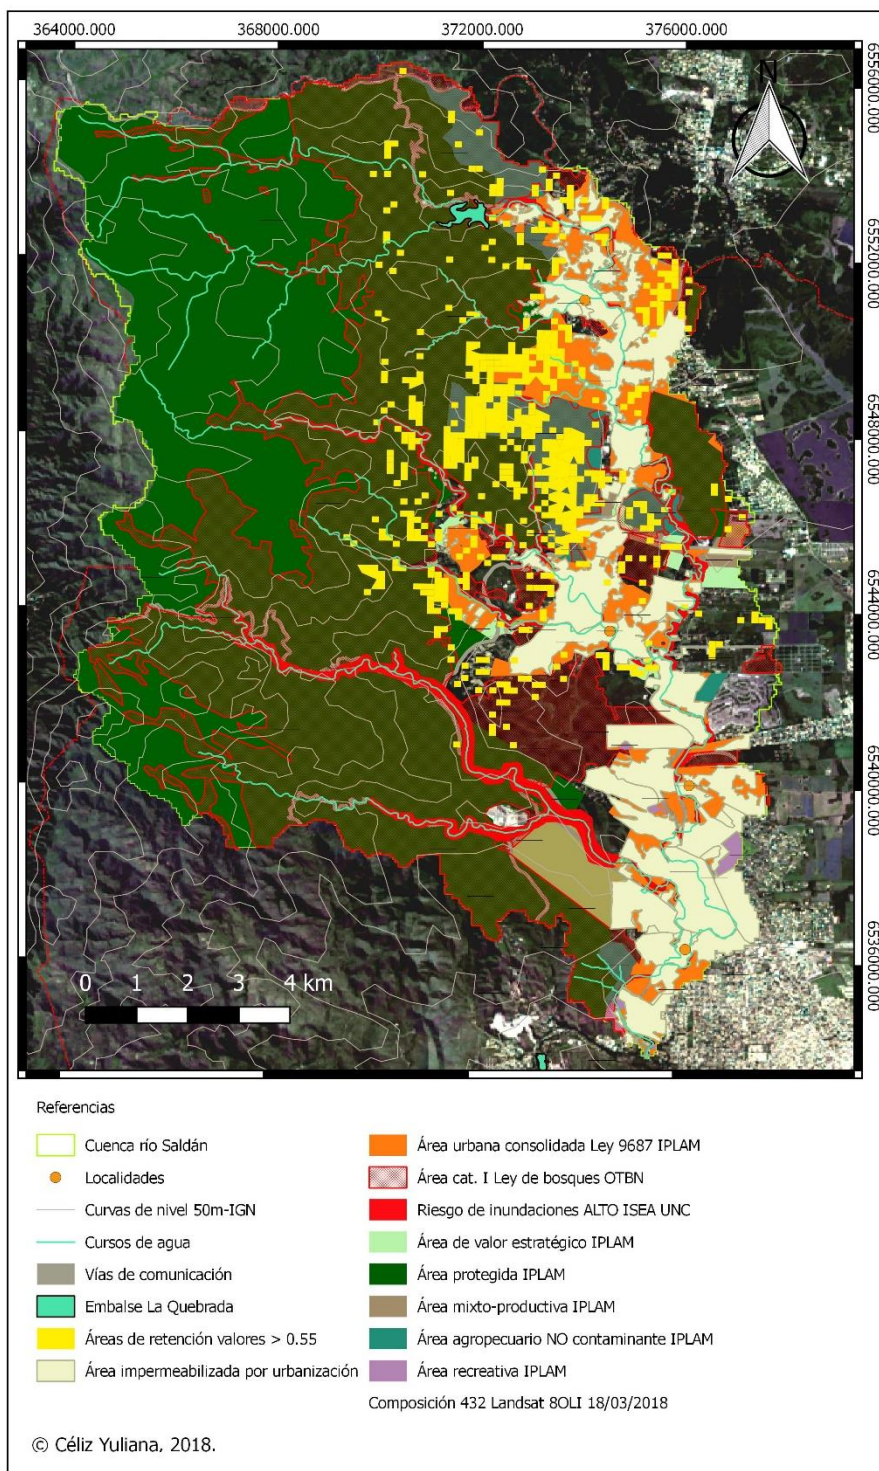 364000.000 368000.000 372000.000 376000.000
N
6556000.000
6552000.000
6548000.000
6544000.000
6540000.000
6536000.000
0 1 2 3 4 km
Referencias
Cuenca río Saldán
Localidades
Curvas de nivel 50m-IGN
Cursos de agua
Vías de comunicación
Embalse La Quebrada
Áreas de retención valores > 0.55
Área impermeabilizada por urbanización
Área urbana consolidada Ley 9687 IPLAM
Área cat. I Ley de bosques OTBN
Riesgo de inundaciones ALTO ISEA UNC
Área de valor estratégico IPLAM
Área protegida IPLAM
Área mixto-productiva IPLAM
Área agropecuario NO contaminante IPLAM
Área recreativa IPLAM
Composición 432 Landsat 8OLI 18/03/2018
© Céliz Yuliana, 2018.